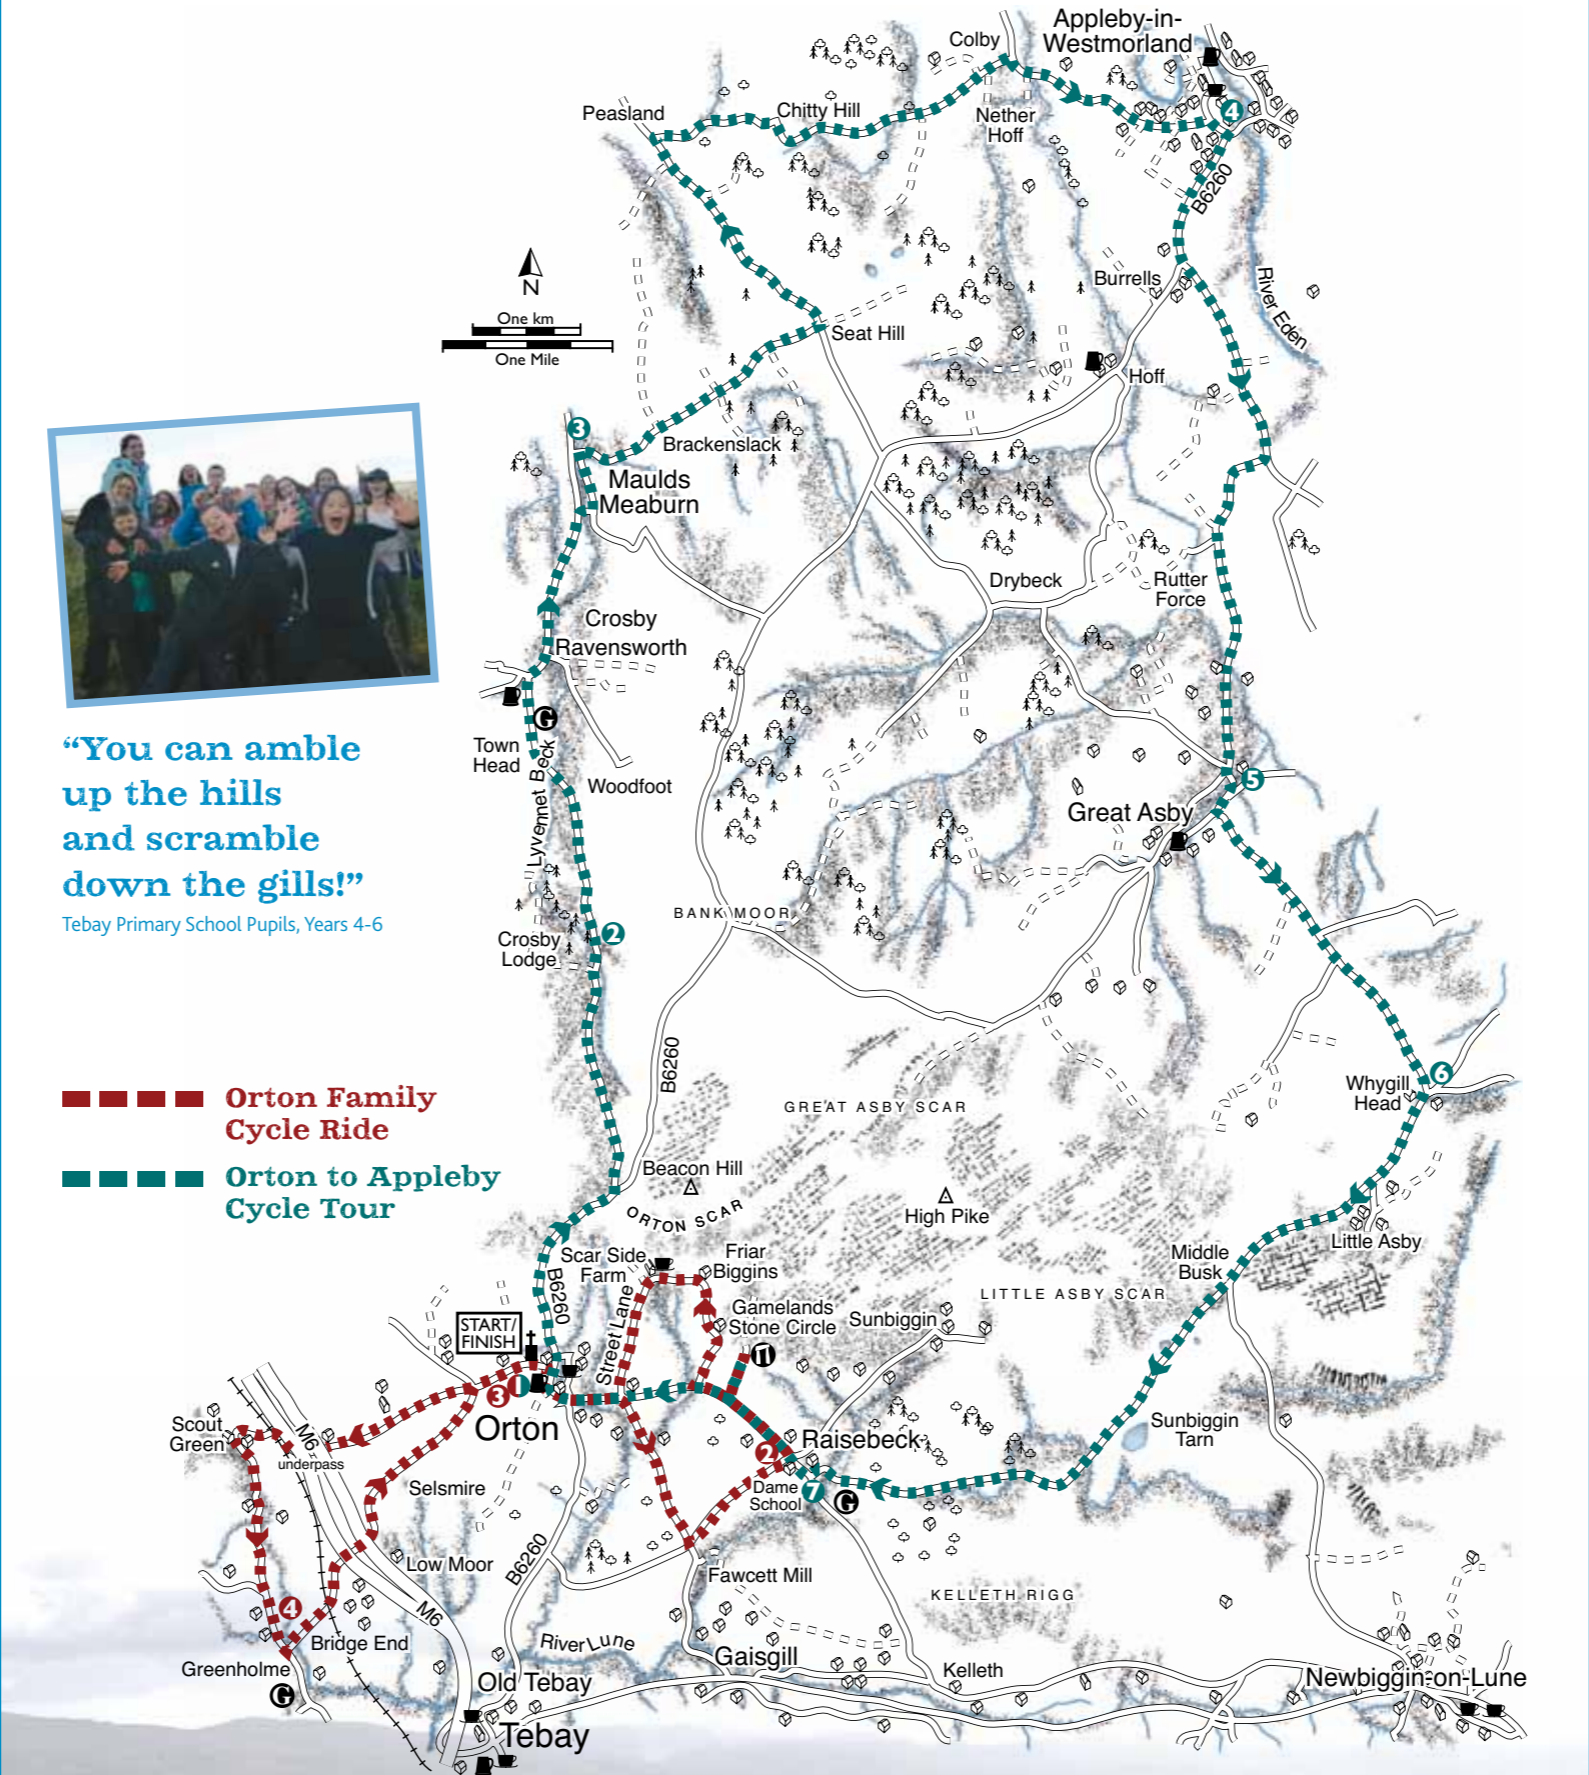 Appleby-in-
Westmorland
Colby
Peasland
Chitty Hill
Nether
Hoff
4
B6260
N
One km
One Mile
Burrells
River Eden
Seat Hill
Hoff
3
Brackenslack
Maulds
Meaburn
Drybeck
Rutter
Force
Crosby
Ravensworth
G
Town
Head
Lyvennet Beck
Woodfoot
5
Great Asby
“You can amble
up the hills
and scramble
down the gills!”
Tebay Primary School Pupils, Years 4-6
BANK MOOR
2
Crosby
Lodge
B6260
6
Whygill
Head
GREAT ASBY SCAR
Orton Family
Cycle Ride
Orton to Appleby
Cycle Tour
Beacon Hill
ORTON SCAR
High Pike
Little Asby
Middle
Busk
Scar Side
Farm
Friar
Biggins
B6260
Street Lane
LITTLE ASBY SCAR
Gamelands
Stone Circle
Sunbiggin
START/
FINISH
3
1
Orton
Scout
Green
M6
underpass
Selsmire
2
Raisebeck
Sunbiggin
Tarn
Dame
School
7
G
Low Moor
B6260
Fawcett Mill
KELLETH RIGG
4
M6
Bridge End
River Lune
Greenholme
G
Gaisgill
Kelleth
Old Tebay
Newbiggin-on-Lune
Tebay